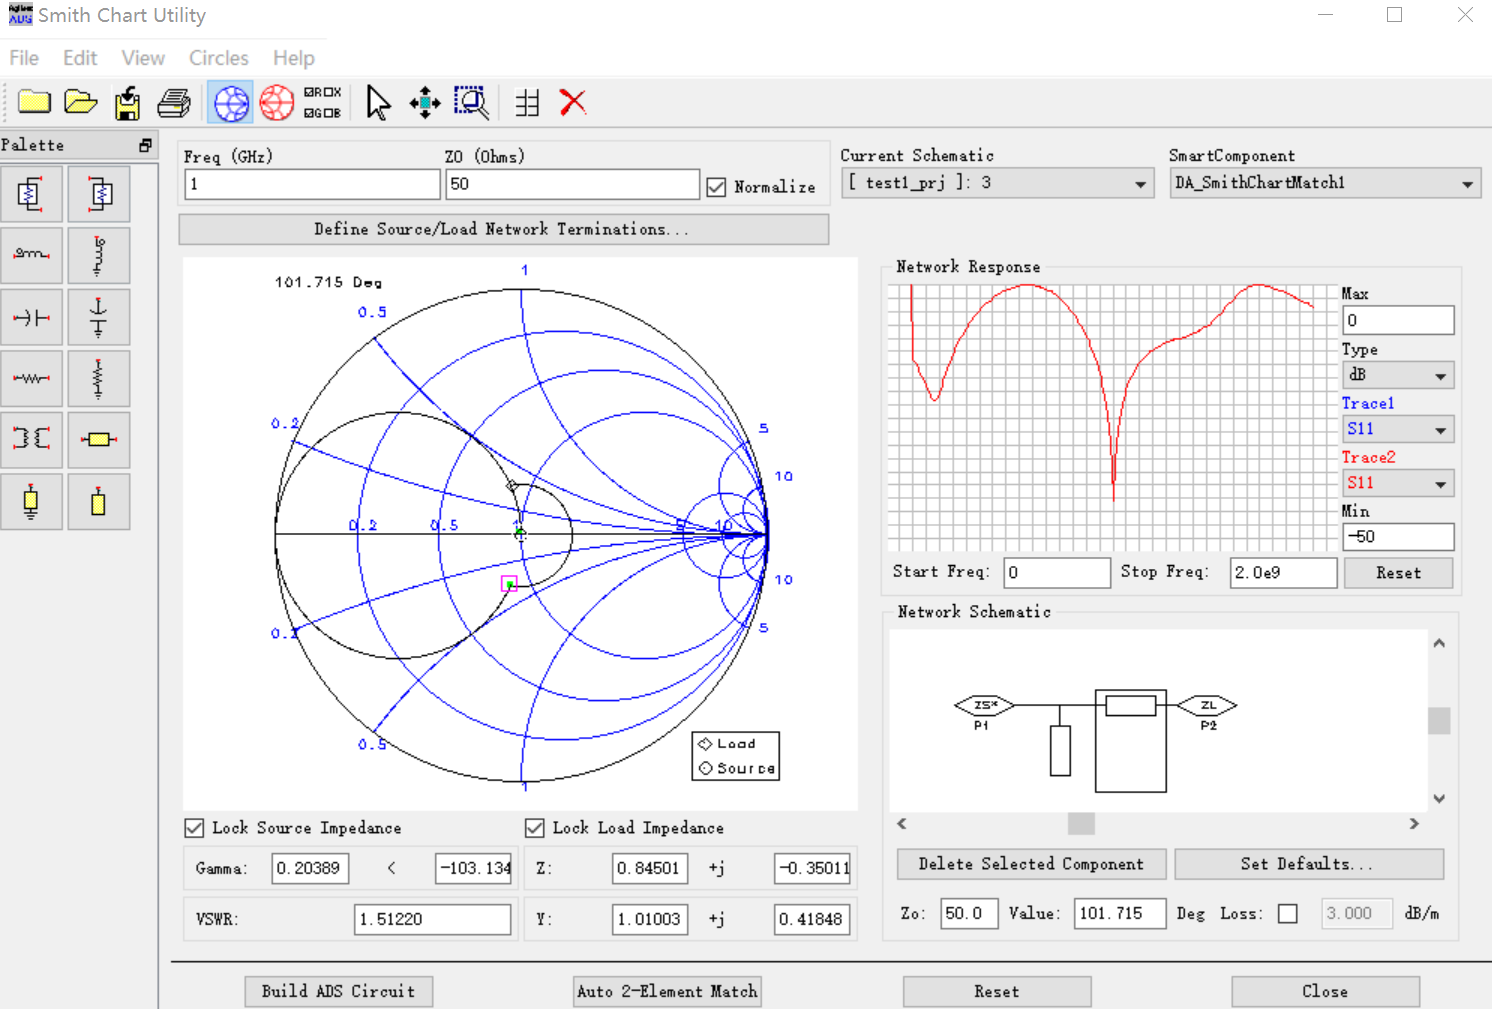 Smith Chart Utility
File Edit View Circles Help
Palette
Freq (GHz) Z0 (Ohms)
1 50 Normalize
Current Schematic SmartComponent
[ test1_prj ]: 3 DA_SmithChartMatch1
Define Source/Load Network Terminations...
101.715 Deg
1
0.5
0.2 5
10
0.2 0.5 1 5 10
10
0.2 5
0.5
1
Load
Source
Network Response
Max
0
Type
dB
Trace1
S11
Trace2
S11
Min
-50
Start Freq: 0 Stop Freq: 2.0e9 Reset
Network Schematic
ZS* ZL
P1 P2
Lock Source Impedance Lock Load Impedance
Gamma: 0.20389 < -103.134 Z: 0.84501 +j -0.35011
VSWR: 1.51220 Y: 1.01003 +j 0.41848
Delete Selected Component Set Defaults...
Zo: 50.0 Value: 101.715 Deg Loss: 3.000 dB/m
Build ADS Circuit Auto 2-Element Match Reset Close